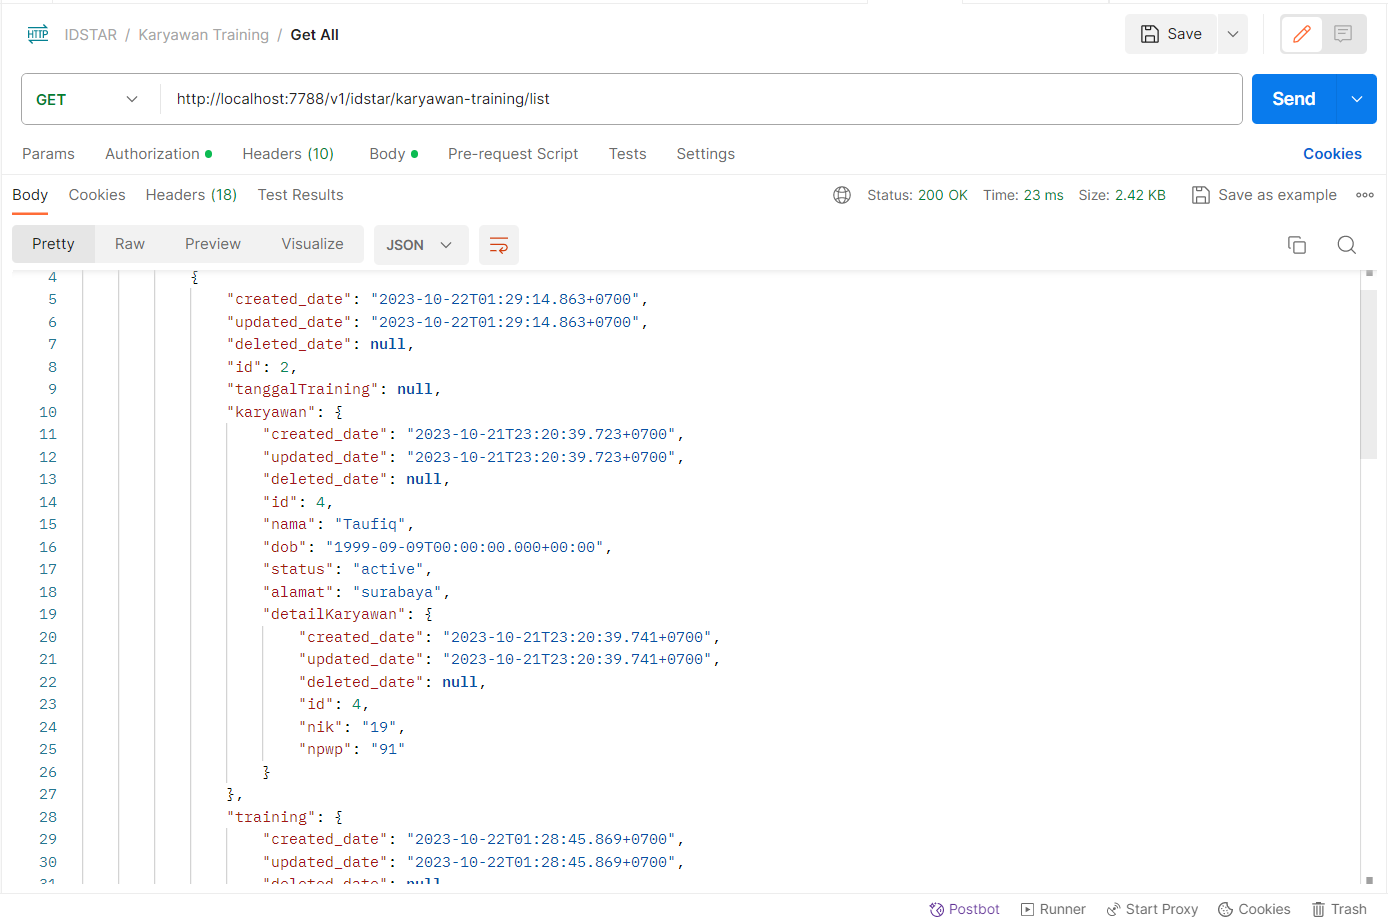 HTTP IDSTAR / Karyawan Training / Get All
Save
GET http://localhost:7788/v1/idstar/karyawan-training/list
Send
Params Authorization Headers (10) Body Pre-request Script Tests Settings Cookies
Body Cookies Headers (18) Test Results Status: 200 OK Time: 23 ms Size: 2.42 KB Save as example
Pretty Raw Preview Visualize JSON
4 {
5 "created_date": "2023-10-22T01:29:14.863+0700",
6 "updated_date": "2023-10-22T01:29:14.863+0700",
7 "deleted_date": null,
8 "id": 2,
9 "tanggalTraining": null,
10 "karyawan": {
11 "created_date": "2023-10-21T23:20:39.723+0700",
12 "updated_date": "2023-10-21T23:20:39.723+0700",
13 "deleted_date": null,
14 "id": 4,
15 "nama": "Taufiq",
16 "dob": "1999-09-09T00:00:00.000+00:00",
17 "status": "active",
18 "alamat": "surabaya",
19 "detailKaryawan": {
20 "created_date": "2023-10-21T23:20:39.741+0700",
21 "updated_date": "2023-10-21T23:20:39.741+0700",
22 "deleted_date": null,
23 "id": 4,
24 "nik": "19",
25 "npwp": "91"
26 }
27 },
28 "training": {
29 "created_date": "2023-10-22T01:28:45.869+0700",
30 "updated_date": "2023-10-22T01:28:45.869+0700",
31 "deleted_date": null
Postbot Runner Start Proxy Cookies Trash